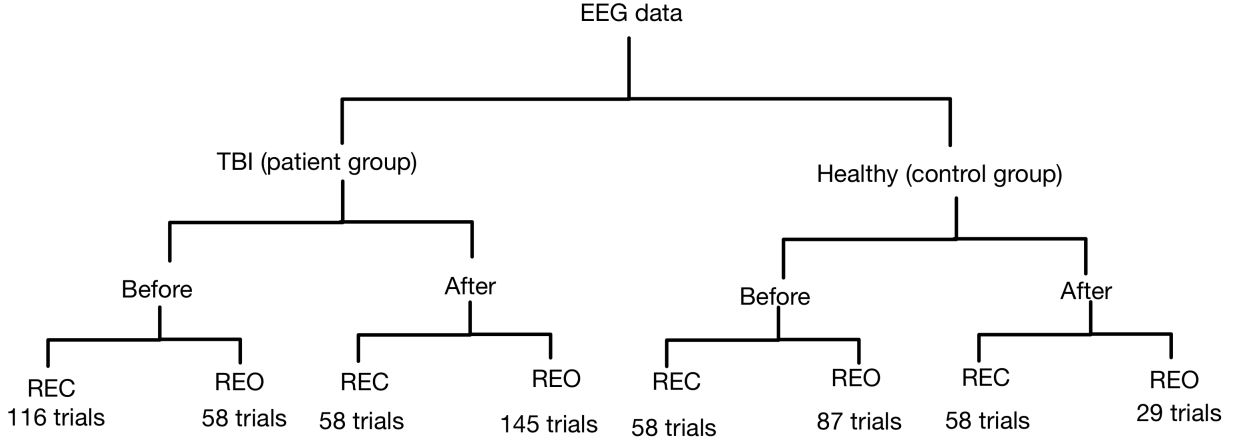 EEG data
TBI (patient group)
Healthy (control group)
Before
After
Before
After
REC
REO
REC
REO
REC
REO
REC
REO
116 trials
58 trials
58 trials
145 trials
58 trials
87 trials
58 trials
29 trials